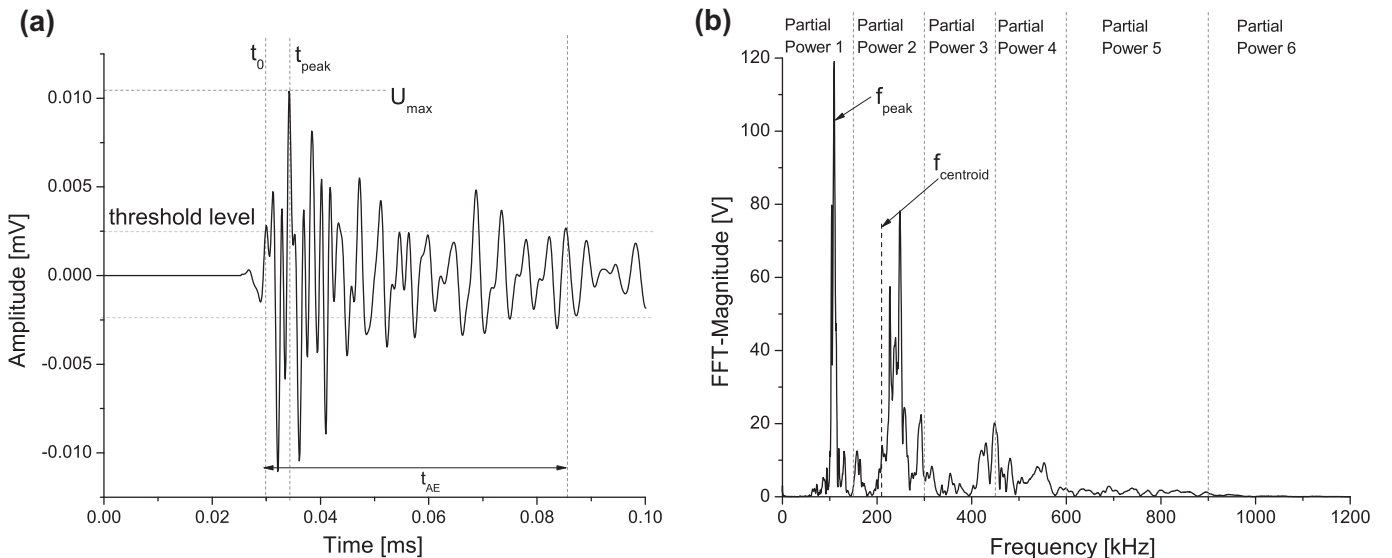 (a)
t0
tpeak
Umax
threshold level
tAE
0.010
0.005
0.000
-0.005
-0.010
Amplitude [mV]
0.00 0.02 0.04 0.06 0.08 0.10
Time [ms]
(b)
Partial Partial Partial Partial Partial Partial
Power 1 Power 2 Power 3 Power 4 Power 5 Power 6
fpeak
fcentroid
120
100
80
60
40
20
0
FFT-Magnitude [V]
0 200 400 600 800 1000 1200
Frequency [kHz]